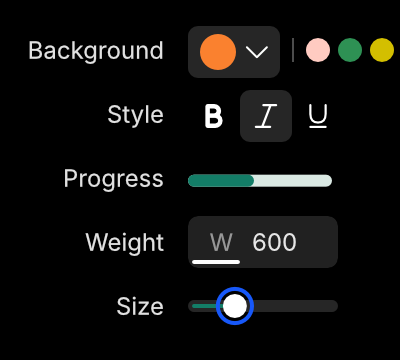 Background
Style B I U
Progress
Weight W 600
Size